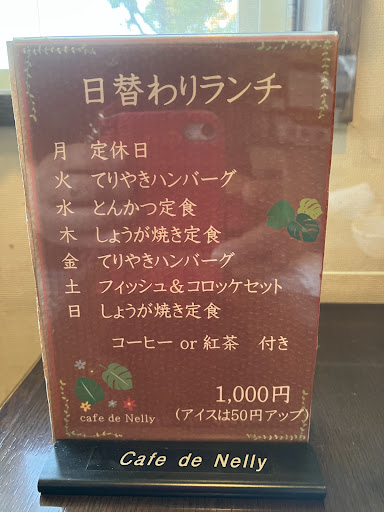 日替わりランチ
月 定休日
火 てりやきハンバーグ
水 とんかつ定食
木 しょうが焼き定食
金 てりやきハンバーグ
土 フィッシュ&コロッケセット
日 しょうが焼き定食
コーヒー or 紅茶 付き
1,000円
(アイスは50円アップ)
cafe de Nelly
Cafe de Nelly